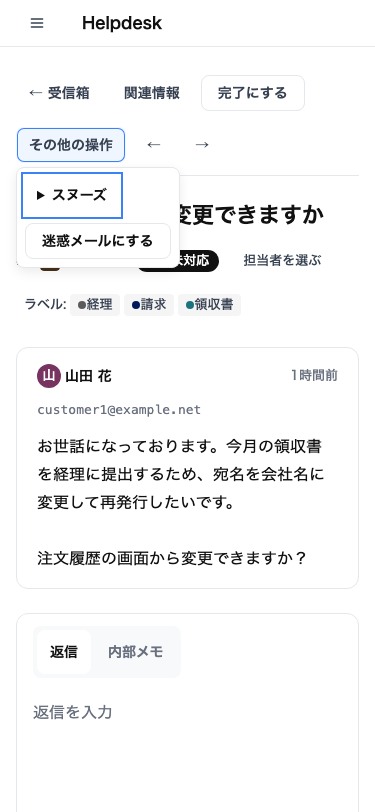 Helpdesk
← 受信箱 関連情報 完了にする
その他の操作 ← →
▶ スヌーズ
変更できますか
迷惑メールにする
対応 担当者を選ぶ
ラベル: 経理 請求 領収書
山 山田 花 1時間前
customer1@example.net
お世話になっております。今月の領収書
を経理に提出するため、宛名を会社名に
変更して再発行したいです。
注文履歴の画面から変更できますか？
返信 内部メモ
返信を入力